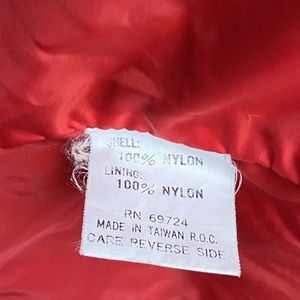 SHELL:
100% NYLON
LINING:
100% NYLON
RN 69724
MADE IN TAIWAN R.O.C.
CARE REVERSE SIDE